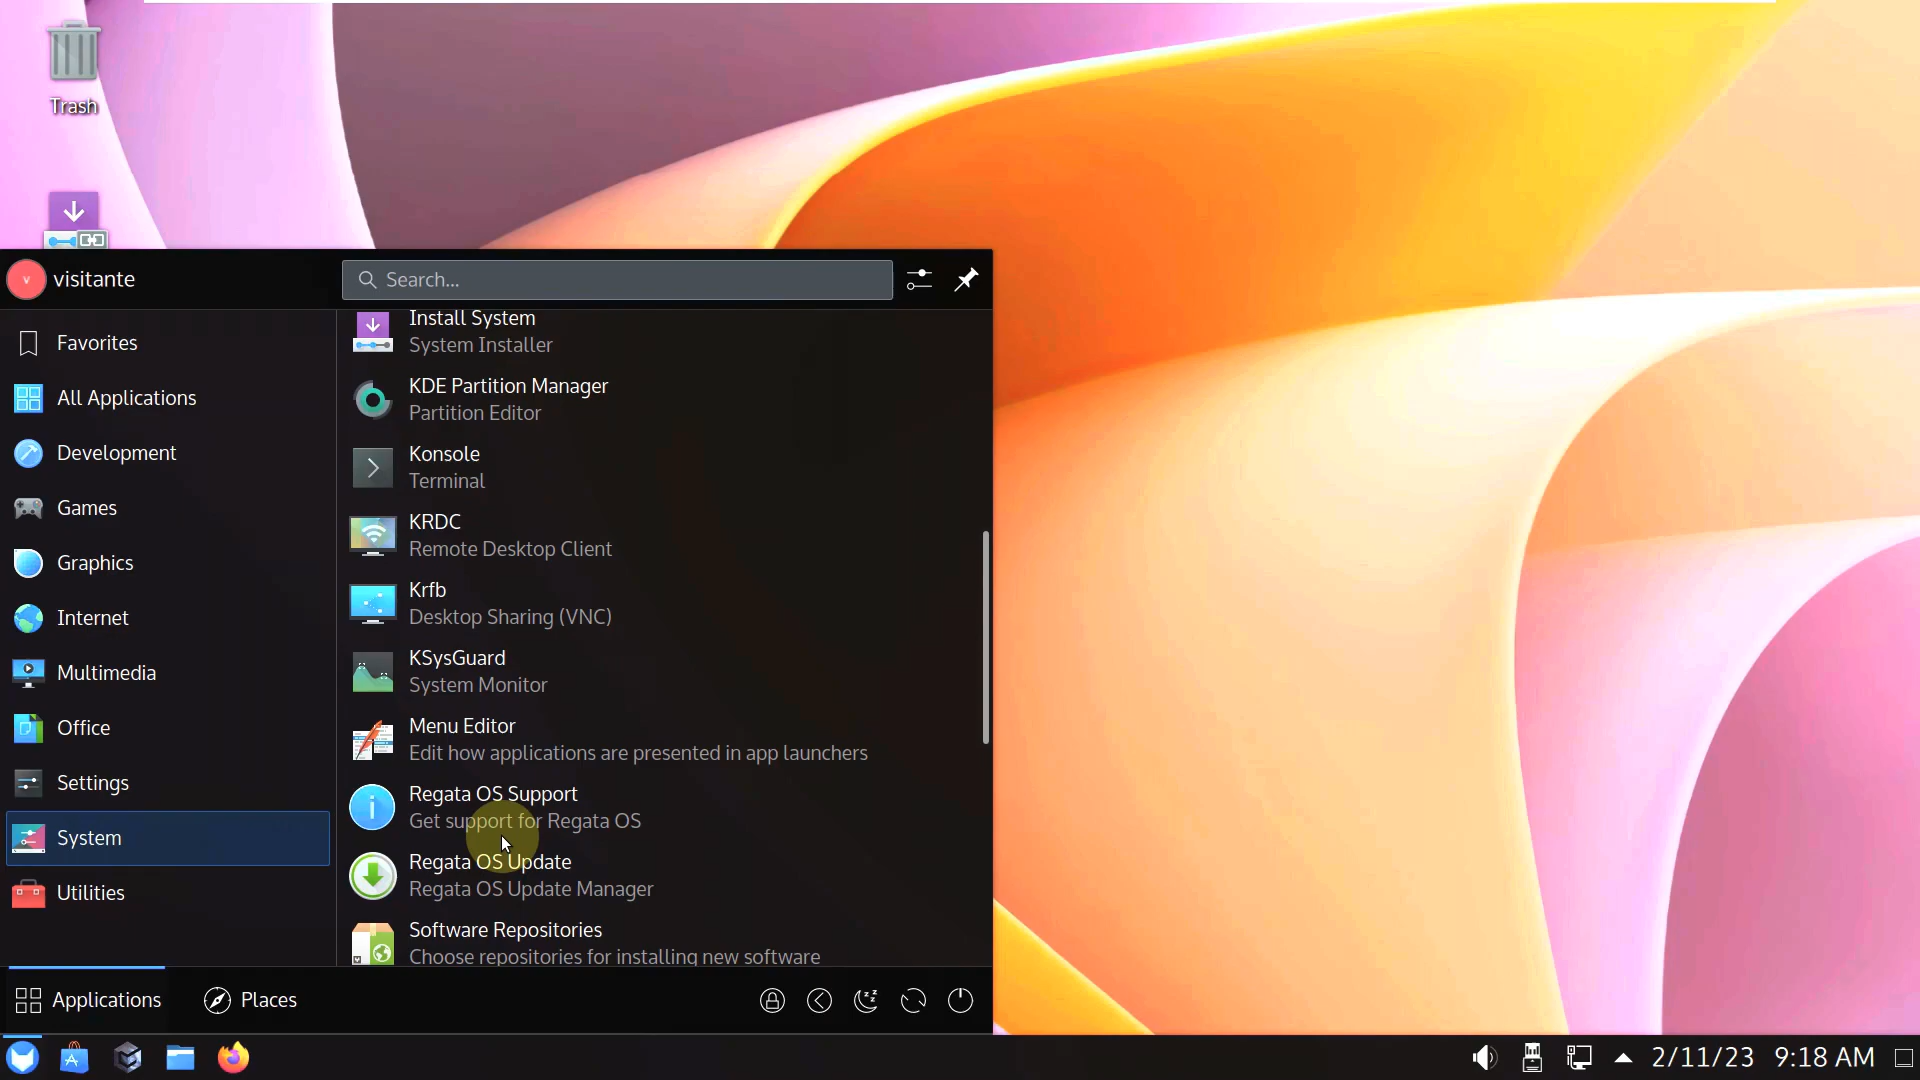 Trash
v
visitante
Search...
Favorites
All Applications
Development
Games
Graphics
Internet
Multimedia
Office
Settings
System
Utilities
Install System
System Installer
KDE Partition Manager
Partition Editor
Konsole
Terminal
KRDC
Remote Desktop Client
Krfb
Desktop Sharing (VNC)
KSysGuard
System Monitor
Menu Editor
Edit how applications are presented in app launchers
Regata OS Support
Get support for Regata OS
Regata OS Update
Regata OS Update Manager
Software Repositories
Choose repositories for installing new software
Applications
Places
2/11/23 9:18 AM